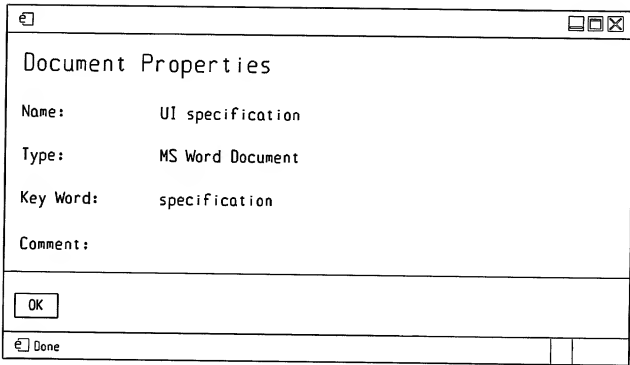 Document Properties
Name: UI specification
Type: MS Word Document
Key Word: specification
Comment:
OK
Done